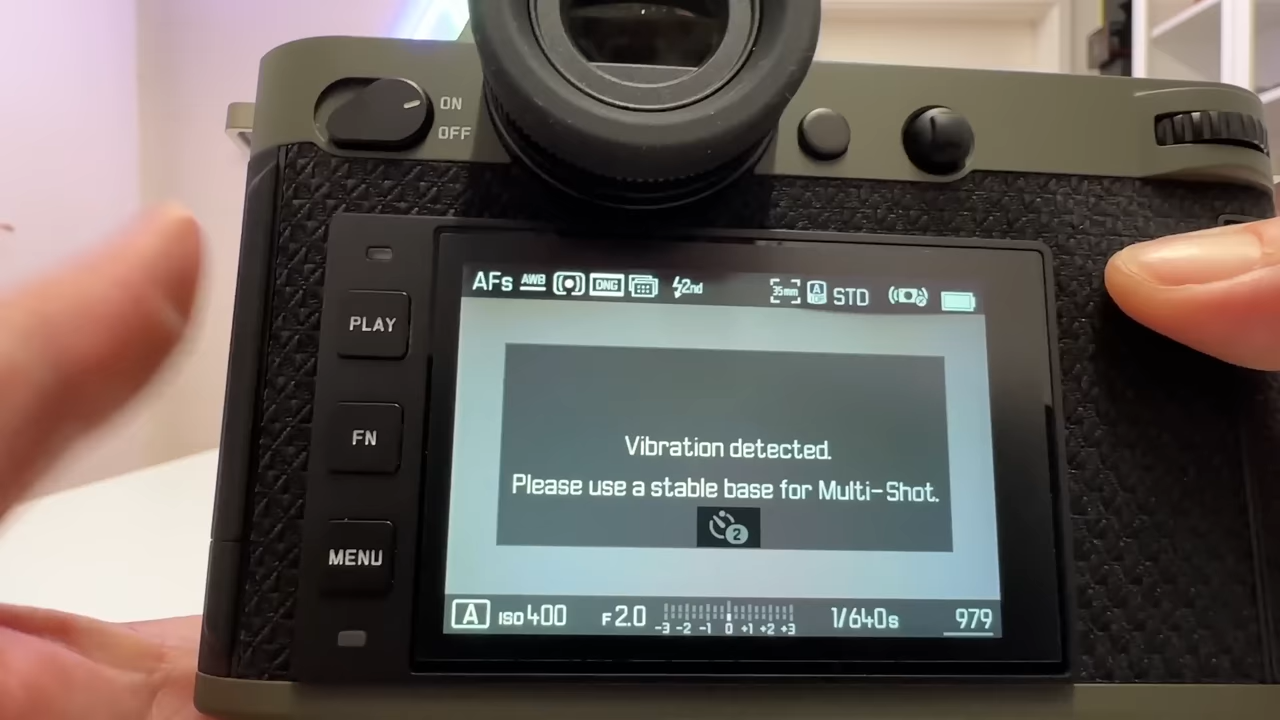 ON
OFF
PLAY
FN
MENU
AFs AWB DNG 2nd 35mm A STD
Vibration detected.
Please use a stable base for Multi-Shot.
2
A ISO 400 F 2.0 -3 -2 -1 0 +1 +2 +3 1/640s 979